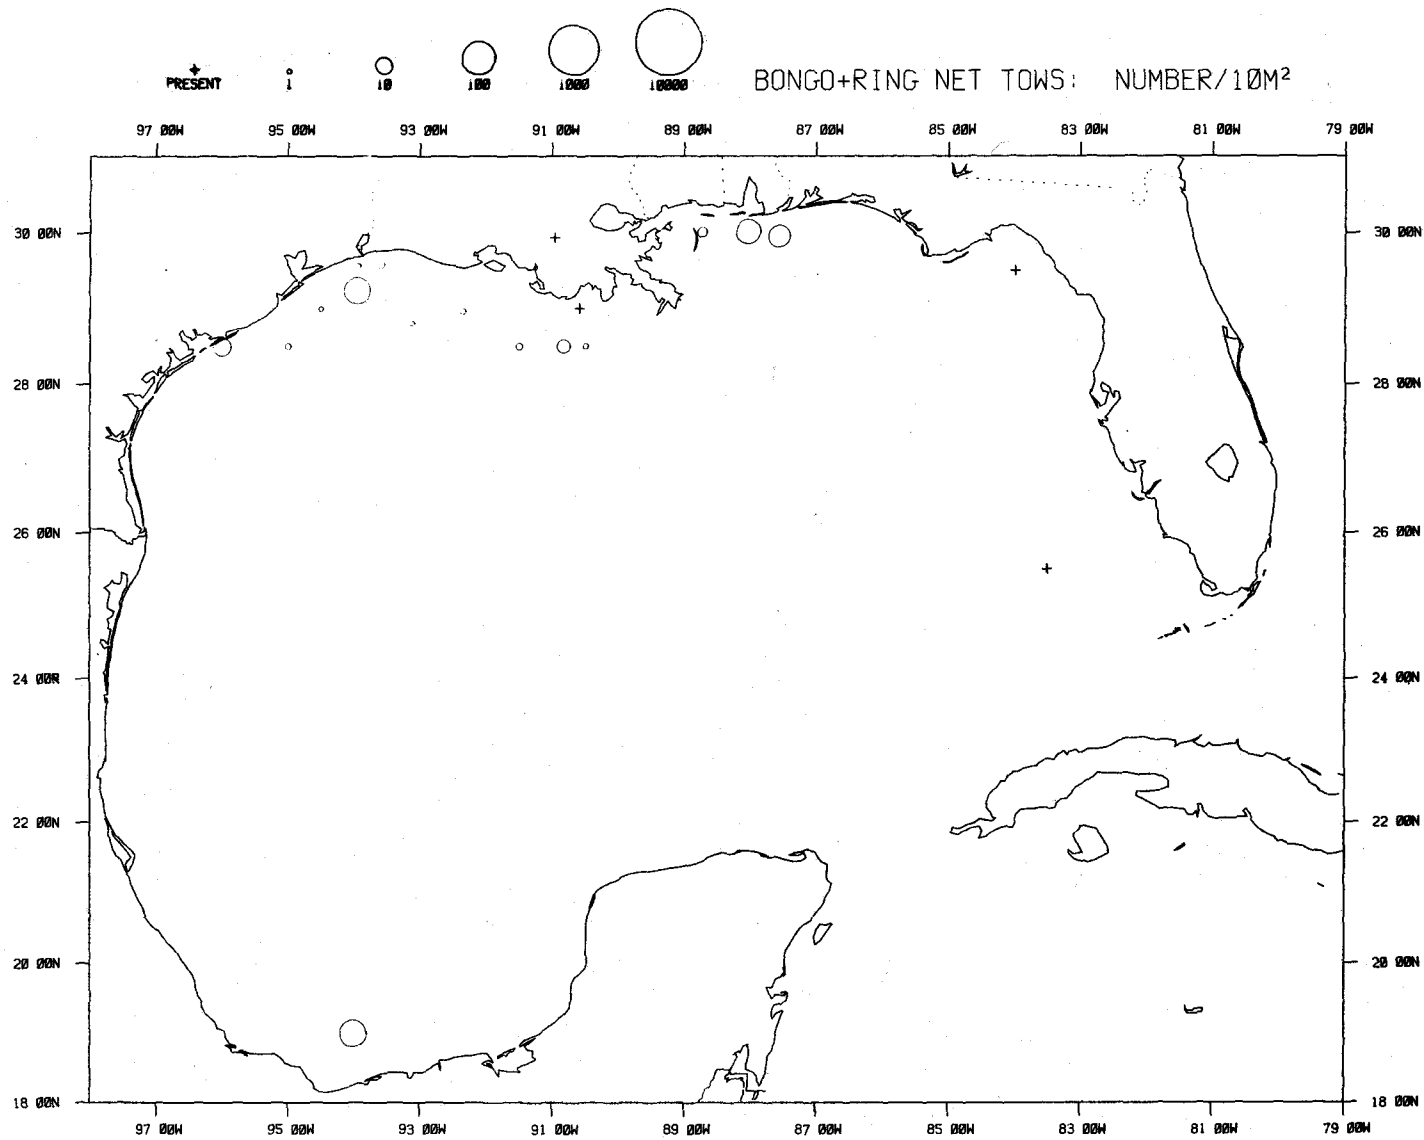 PRESENT 1 10 100 1000 10000
BONGO+RING NET TOWS: NUMBER/10M²
97 00W 95 00W 93 00W 91 00W 89 00W 87 00W 85 00W 83 00W 81 00W 79 00W
30 00N 30 00N
28 00N 28 00N
26 00N 26 00N
24 00N 24 00N
22 00N 22 00N
20 00N 20 00N
18 00N 18 00N
97 00W 95 00W 93 00W 91 00W 89 00W 87 00W 85 00W 83 00W 81 00W 79 00W